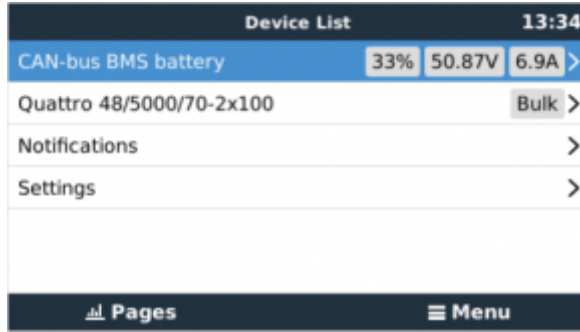 Device List 13:34
CAN-bus BMS battery 33% 50.87V 6.9A
Quattro 48/5000/70-2x100 Bulk
Notifications
Settings
Pages Menu